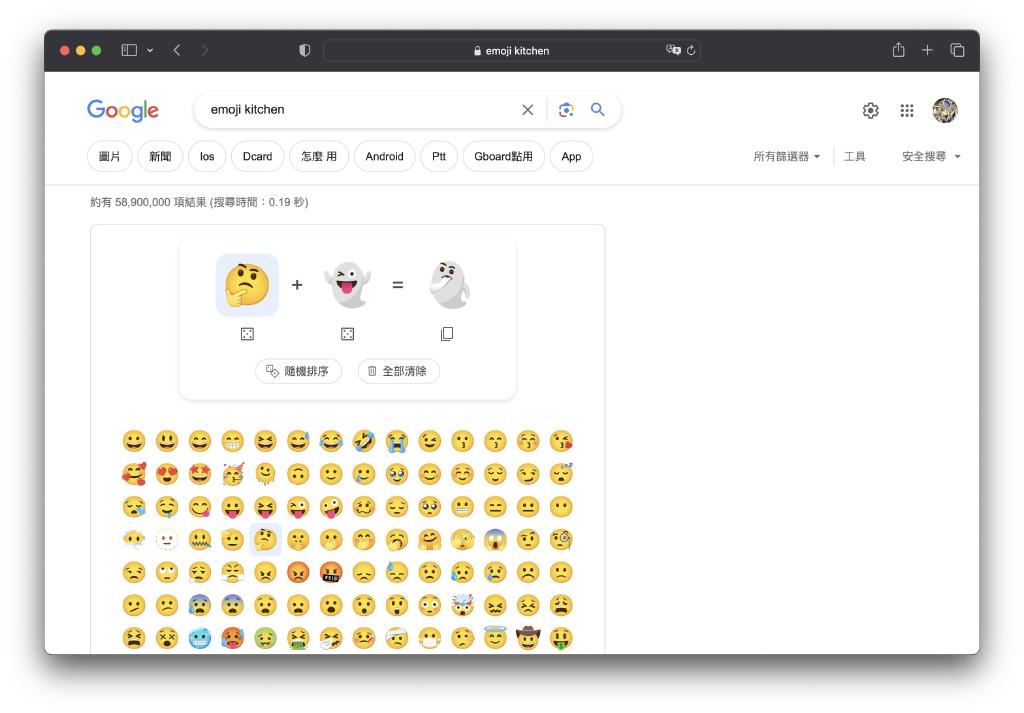 emoji kitchen
Google
emoji kitchen
圖片 新聞 Ios Dcard 怎麼 用 Android Ptt Gboard點用 App 所有篩選器 工具 安全搜尋
約有 58,900,000 項結果 (搜尋時間：0.19 秒)
+ =
隨機排序 全部清除